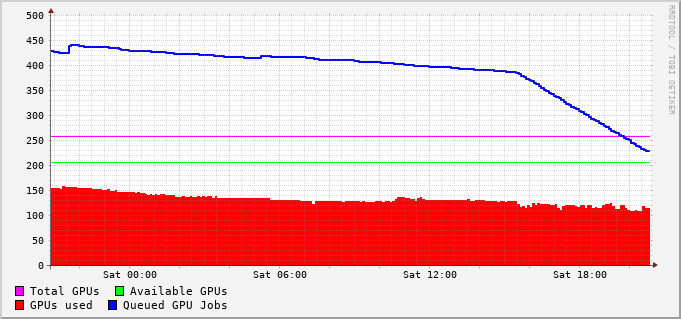 500
450
400
350
300
250
200
150
100
50
0
Sat 00:00 Sat 06:00 Sat 12:00 Sat 18:00
Total GPUs Available GPUs
GPUs used Queued GPU Jobs
RRDTOOL / TOBI OETIKER